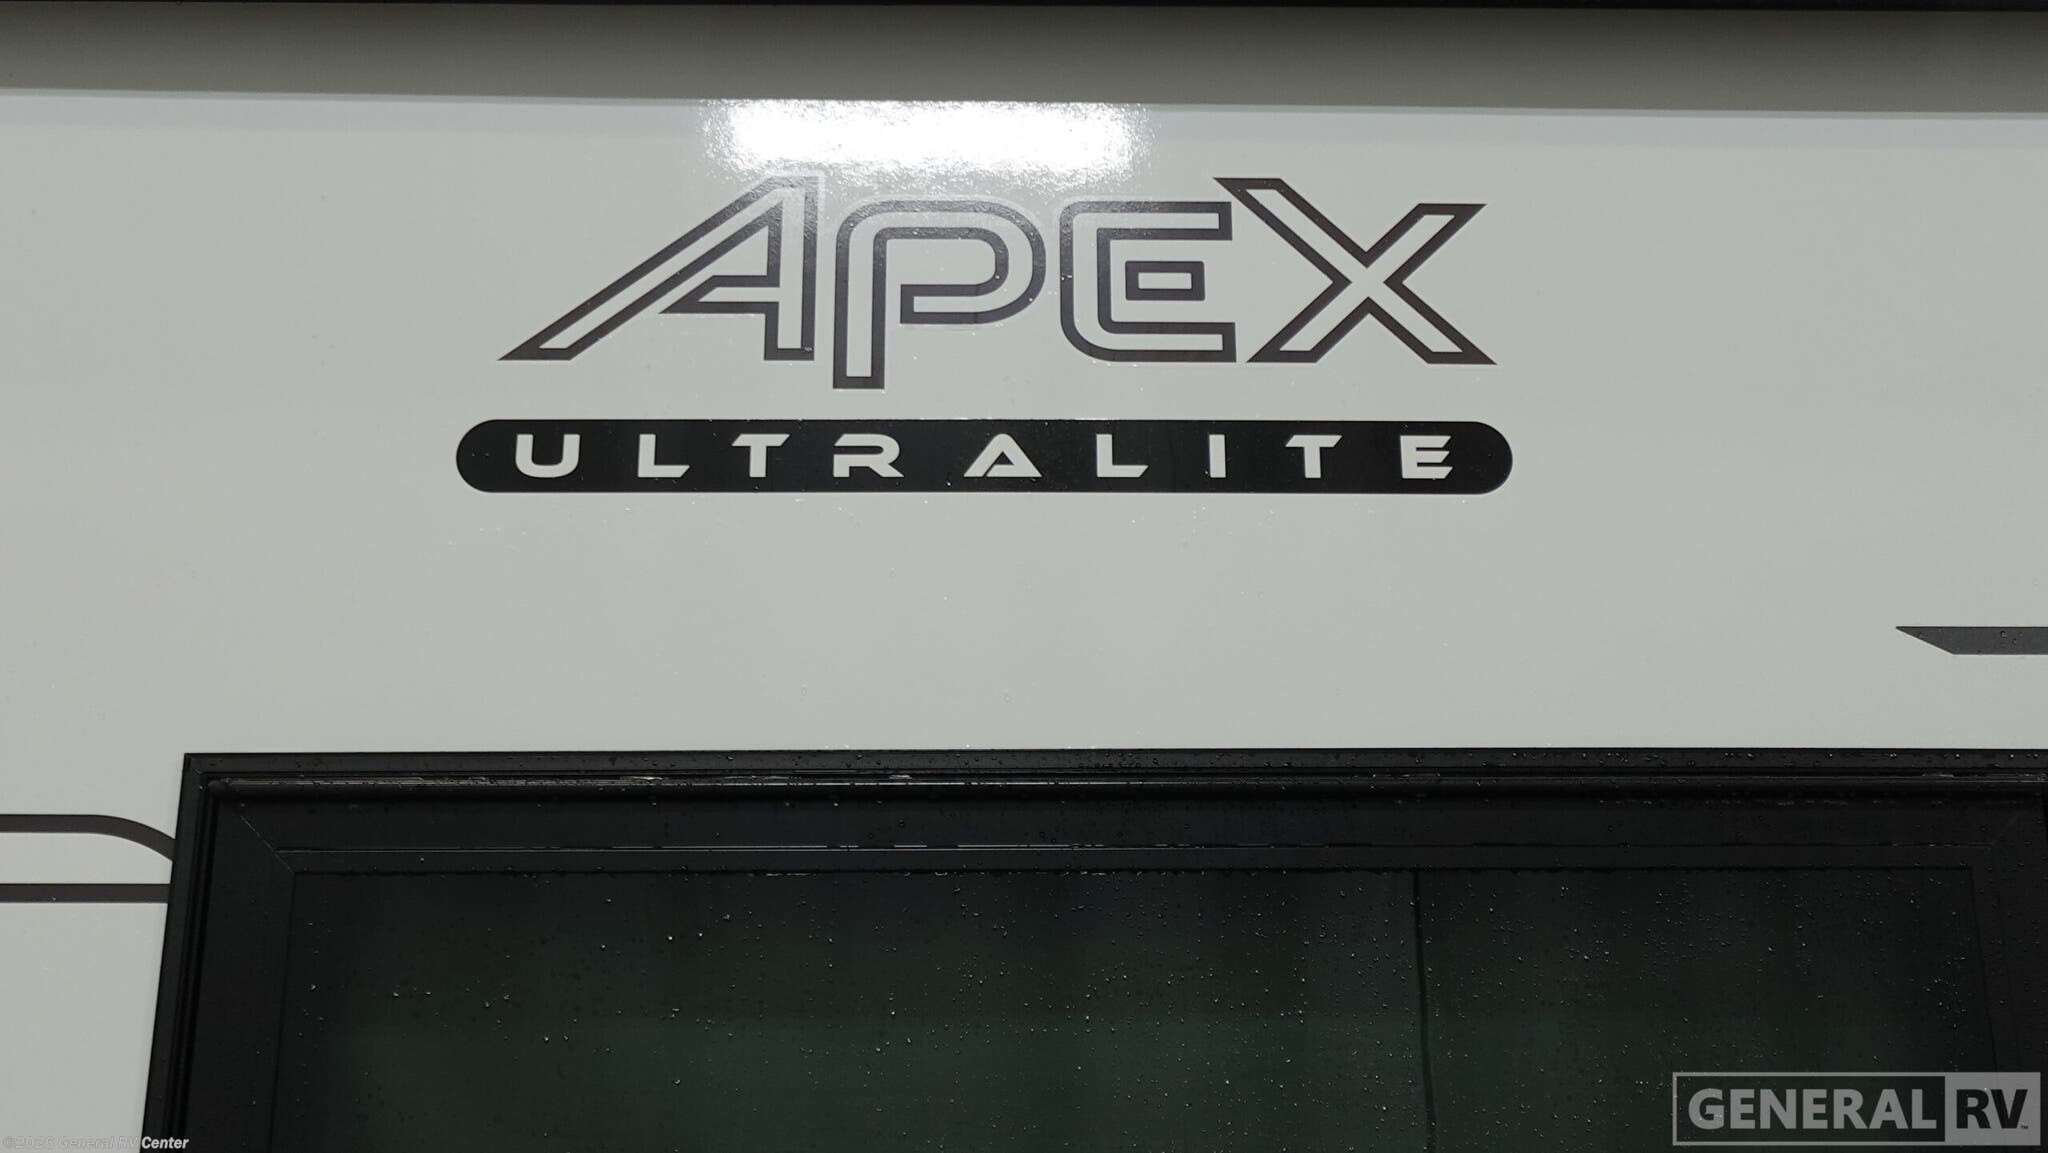 APEX
ULTRALITE
GENERAL RV
©2025 General RV Center